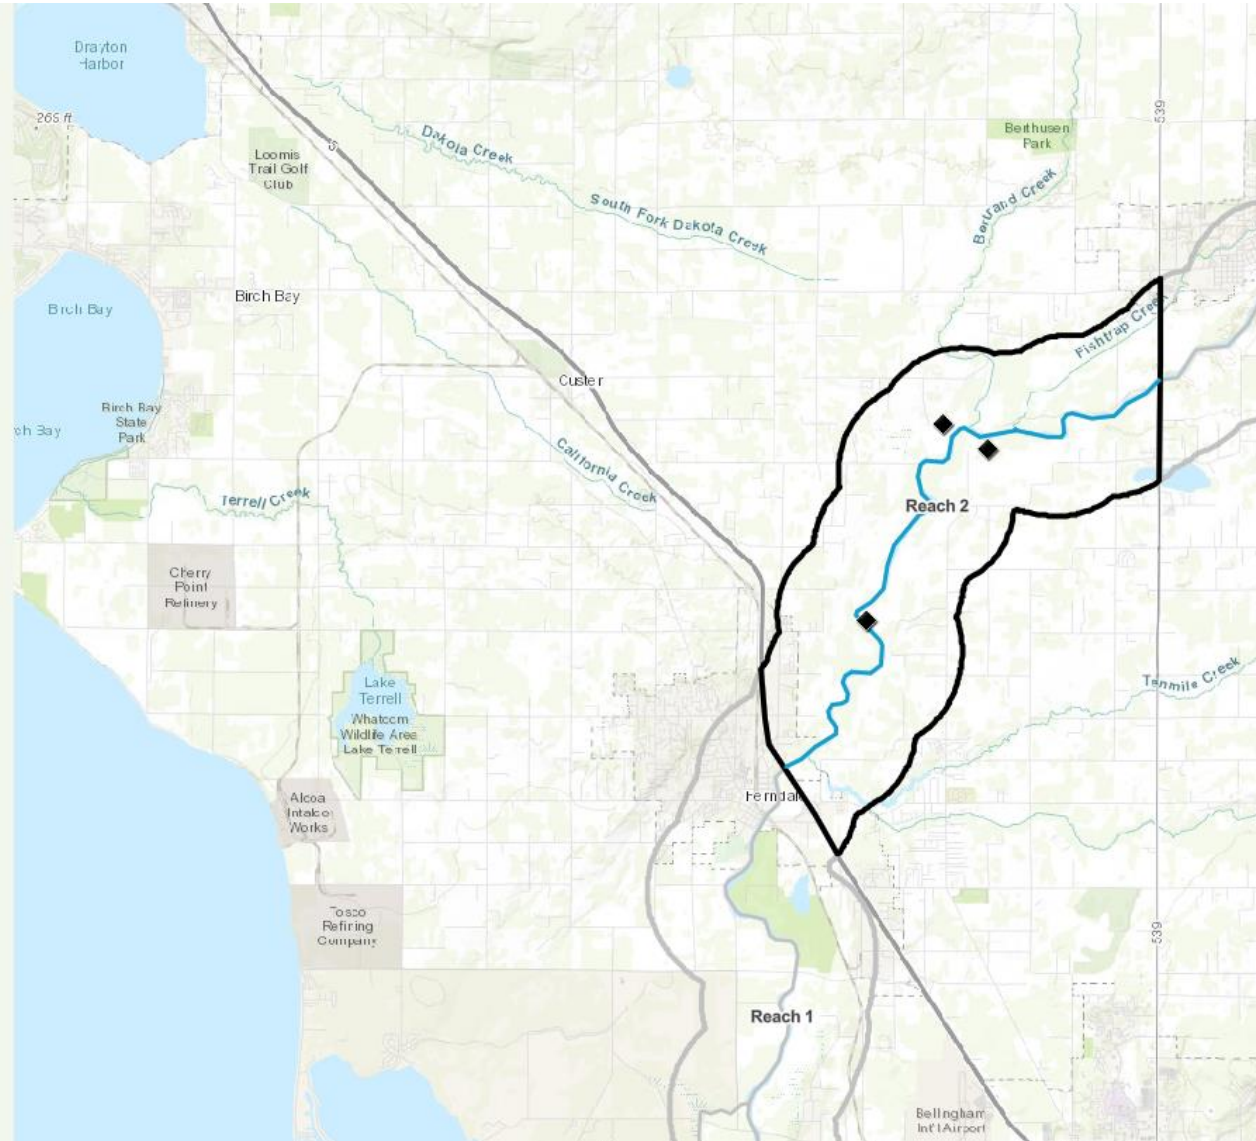 Drayton
Harbor
265 ft
5
Dakota Creek
Loomis
Trail Golf
Club
South Fork Dakota Creek
539
Berthusen
Park
Bertrand Creek
Birch Bay
Birch Bay
Fishtrap Creek
Custer
Birch Bay
State
Park
ch Bay
California Creek
Terrell Creek
Reach 2
Cherry
Point
Refinery
Tenmile Creek
Lake
Terrell
Whatcom
Wildlife Area
Lake Terrell
Ferndale
Alcoa
Intalco
Works
Tosco
Refining
Company
539
Reach 1
Bellingham
Int'l Airport